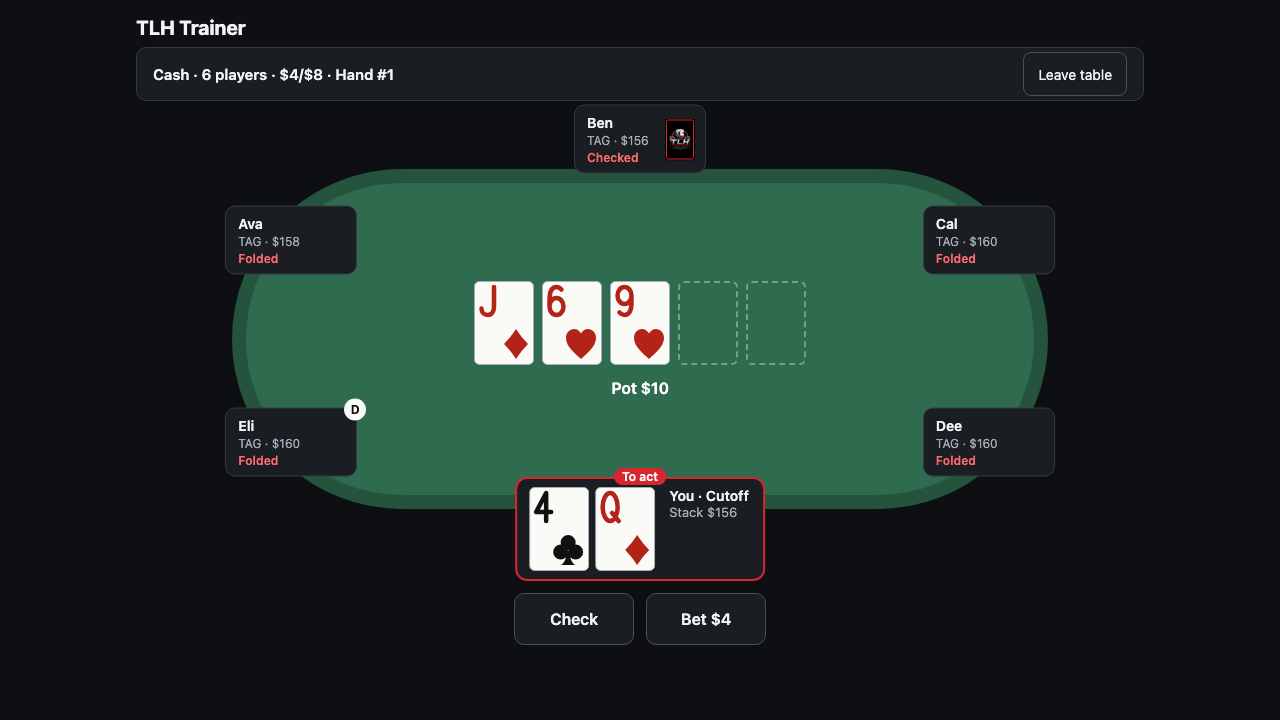 TLH Trainer
Cash · 6 players · $4/$8 · Hand #1
Leave table
Ben
TAG · $156
Checked
TLH
Ava
TAG · $158
Folded
Cal
TAG · $160
Folded
J
6
9
Pot $10
D
Eli
TAG · $160
Folded
Dee
TAG · $160
Folded
To act
4
Q
You · Cutoff
Stack $156
Check
Bet $4